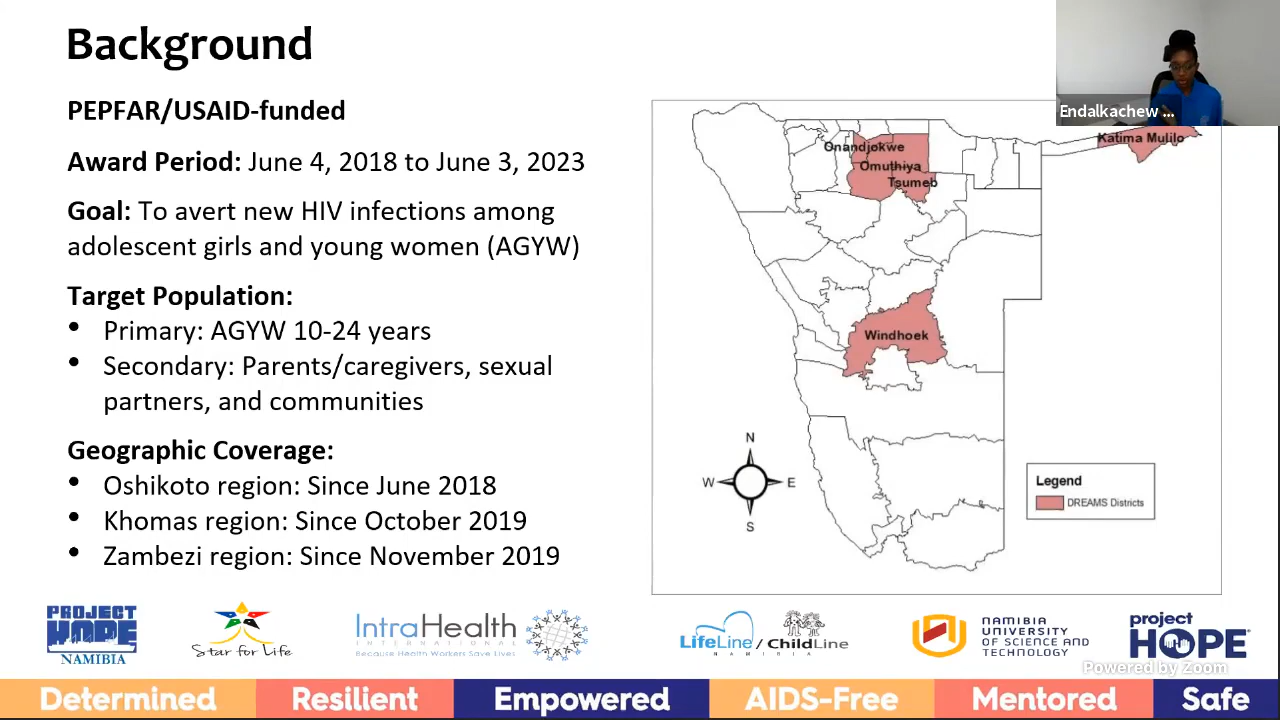 Background
PEPFAR/USAID-funded
Award Period: June 4, 2018 to June 3, 2023
Goal: To avert new HIV infections among
adolescent girls and young women (AGYW)
Target Population:
• Primary: AGYW 10-24 years
• Secondary: Parents/caregivers, sexual
partners, and communities
Geographic Coverage:
• Oshikoto region: Since June 2018
• Khomas region: Since October 2019
• Zambezi region: Since November 2019
Endalkachew ...
Katima Mulilo
Onandjokwe
Omuthiya
Tsumeb
Windhoek
N
W E
S
Legend
DREAMS Districts
PROJECT
HOPE
NAMIBIA
Star for Life
IntraHealth
INTERNATIONAL
Because Health Workers Save Lives
LifeLine / ChildLine
NAMIBIA
NAMIBIA
UNIVERSITY
OF SCIENCE AND
TECHNOLOGY
project
HOPE
Powered by Zoom
Determined Resilient Empowered AIDS-Free Mentored Safe